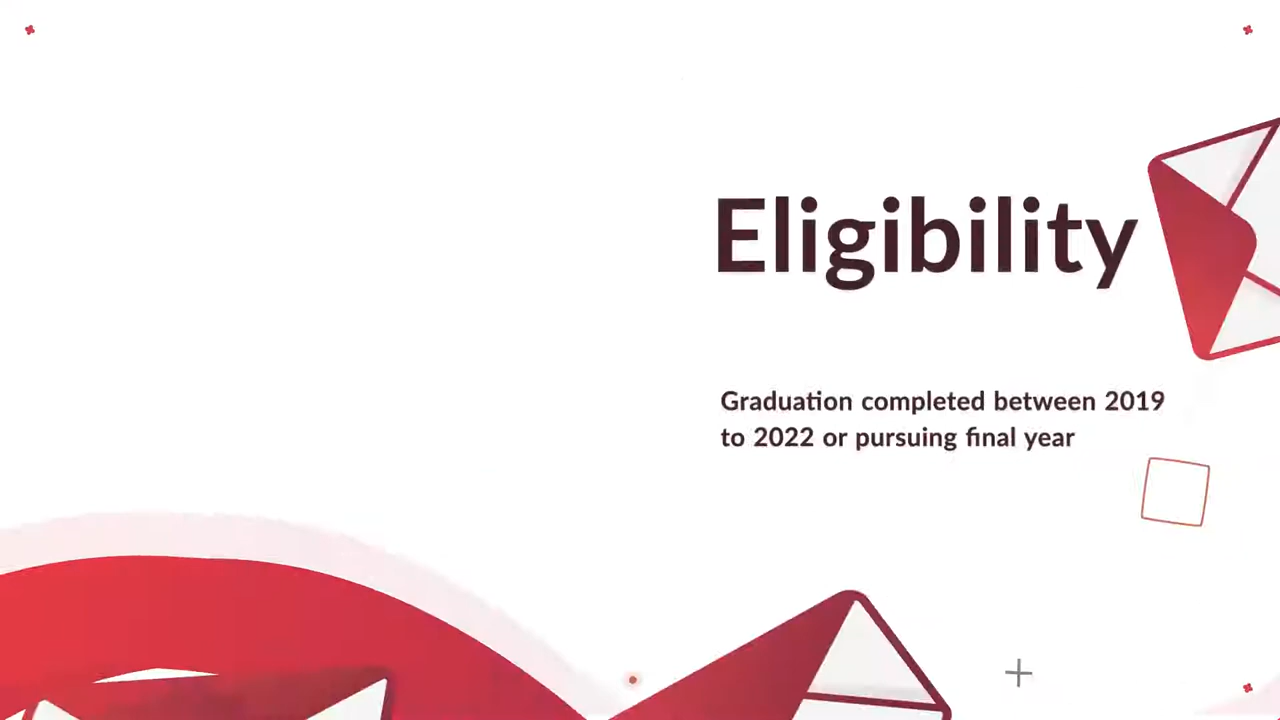 Eligibility
Graduation completed between 2019
to 2022 or pursuing final year